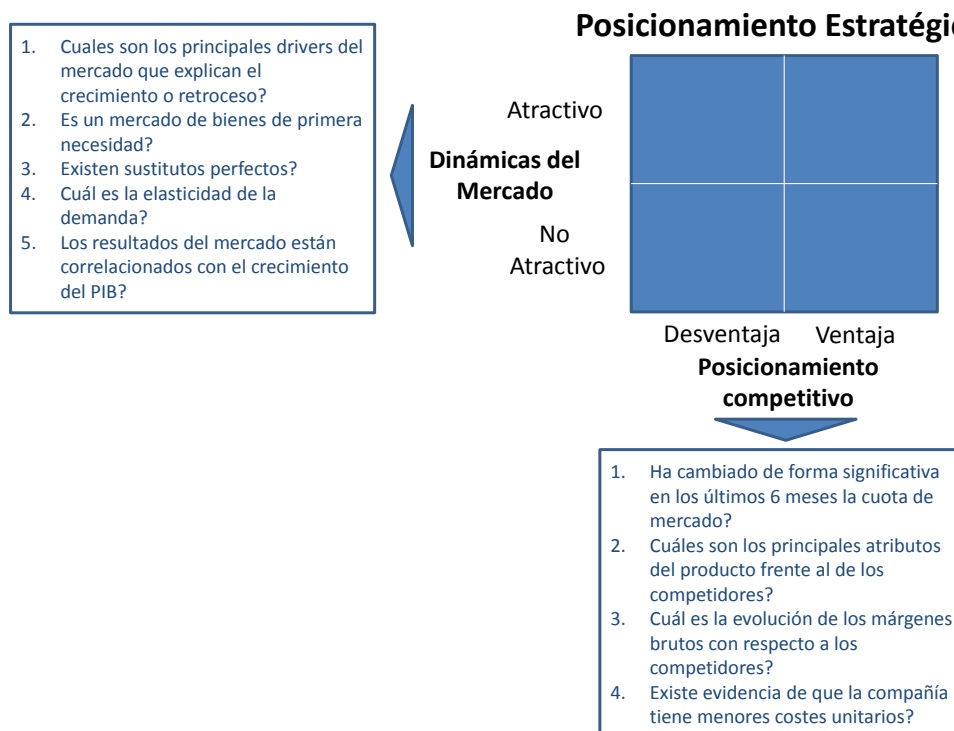 Posicionamiento Estratégi
1. Cuales son los principales drivers del
mercado que explican el
crecimiento o retroceso?
2. Es un mercado de bienes de primera
necesidad?
3. Existen sustitutos perfectos?
4. Cuál es la elasticidad de la
demanda?
5. Los resultados del mercado están
correlacionados con el crecimiento
del PIB?
Atractivo
Dinámicas del
Mercado
No
Atractivo
Desventaja Ventaja
Posicionamiento
competitivo
1. Ha cambiado de forma significativa
en los últimos 6 meses la cuota de
mercado?
2. Cuáles son los principales atributos
del producto frente al de los
competidores?
3. Cuál es la evolución de los márgenes
brutos con respecto a los
competidores?
4. Existe evidencia de que la compañía
tiene menores costes unitarios?